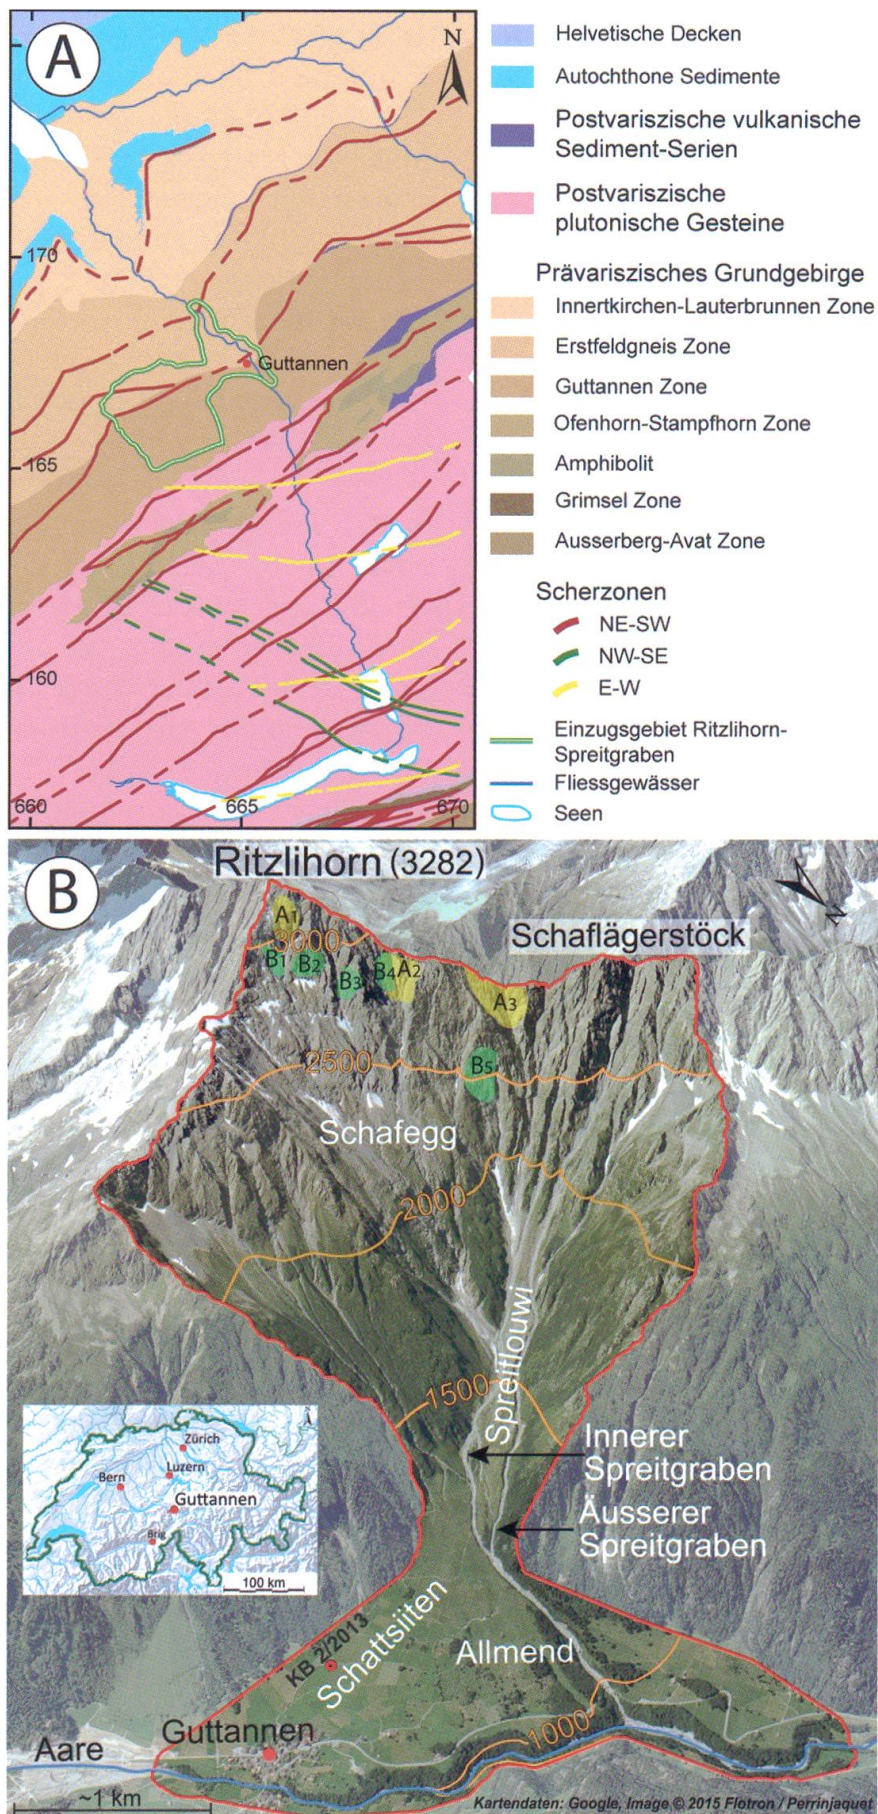 A
N
170
165
160
660
665
670
Guttannen
Helvetische Decken
Autochthone Sedimente
Postvariszische vulkanische
Sediment-Serien
Postvariszische
plutonische Gesteine
Prävariszisches Grundgebirge
Innertkirchen-Lauterbrunnen Zone
Erstfeldgneis Zone
Guttannen Zone
Ofenhorn-Stampfhorn Zone
Amphibolit
Grimsel Zone
Ausserberg-Avat Zone
Scherzonen
NE-SW
NW-SE
E-W
Einzugsgebiet Ritzlihorn-
Spreitgraben
Fliessgewässer
Seen
B
Ritzlihorn (3282)
N
Schaflägerstöck
A1
3000
B1
B2
B3
B4
A2
A3
B5
2500
Schafegg
2000
Spreitlouwi
1500
Innerer
Spreitgraben
Äusserer
Spreitgraben
Zürich
Luzern
Bern
Guttannen
Brig
100 km
KB 2/2013
Schattsiiten
Allmend
1000
Guttannen
Aare
~1 km
Kartendaten: Google, Image © 2015 Flotron / Perrinjaquet